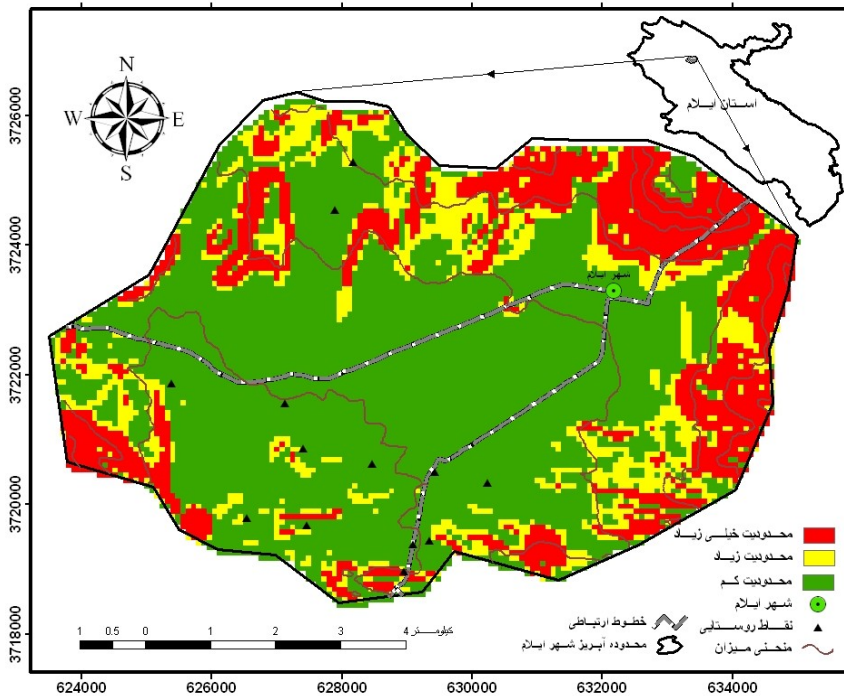 N
W E
S
استان ایلام
شهر ایلام
3726000
3724000
3722000
3720000
3718000
محدودیت خیلی زیاد
محدودیت زیاد
محدودیت کم
شهر ایلام
نقاط روستایی
منحنی میزان
خطوط ارتباطی
محدوده آبریز شهر ایلام
1 0.5 0 1 2 3 4 کیلومتر
624000 626000 628000 630000 632000 634000